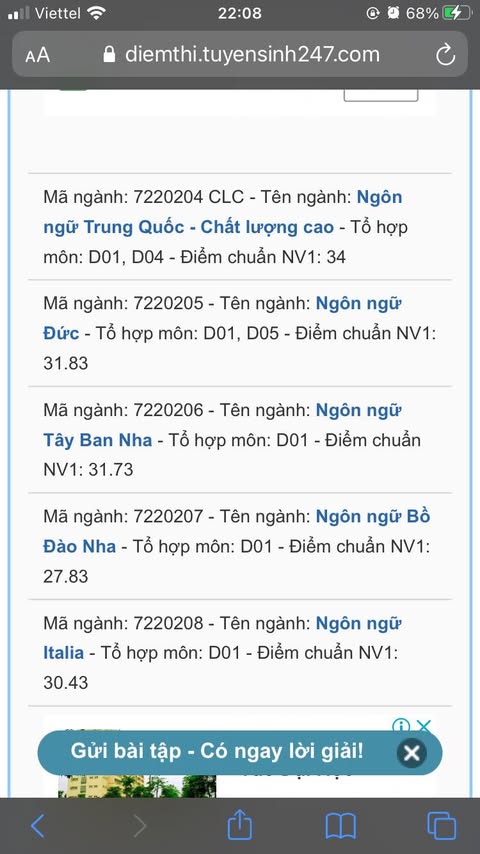 Viettel 22:08 68%
AA diemthi.tuyensinh247.com
Mã ngành: 7220204 CLC - Tên ngành: Ngôn
ngữ Trung Quốc - Chất lượng cao - Tổ hợp
môn: D01, D04 - Điểm chuẩn NV1: 34
Mã ngành: 7220205 - Tên ngành: Ngôn ngữ
Đức - Tổ hợp môn: D01, D05 - Điểm chuẩn NV1:
31.83
Mã ngành: 7220206 - Tên ngành: Ngôn ngữ
Tây Ban Nha - Tổ hợp môn: D01 - Điểm chuẩn
NV1: 31.73
Mã ngành: 7220207 - Tên ngành: Ngôn ngữ Bồ
Đào Nha - Tổ hợp môn: D01 - Điểm chuẩn NV1:
27.83
Mã ngành: 7220208 - Tên ngành: Ngôn ngữ
Italia - Tổ hợp môn: D01 - Điểm chuẩn NV1:
30.43
Gửi bài tập - Có ngay lời giải!